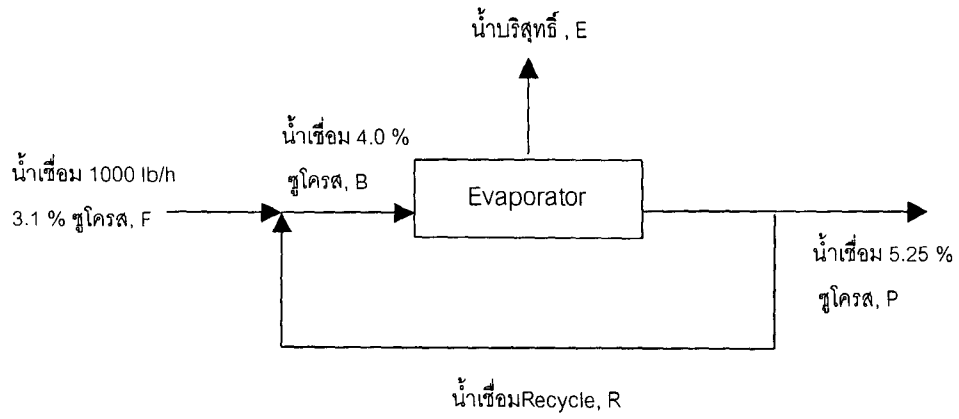 น้ำบริสุทธิ์ , E
น้ำเชื่อม 4.0 %
ซูโครส, B
น้ำเชื่อม 1000 lb/h
3.1 % ซูโครส, F
Evaporator
น้ำเชื่อม 5.25 %
ซูโครส, P
น้ำเชื่อมRecycle, R